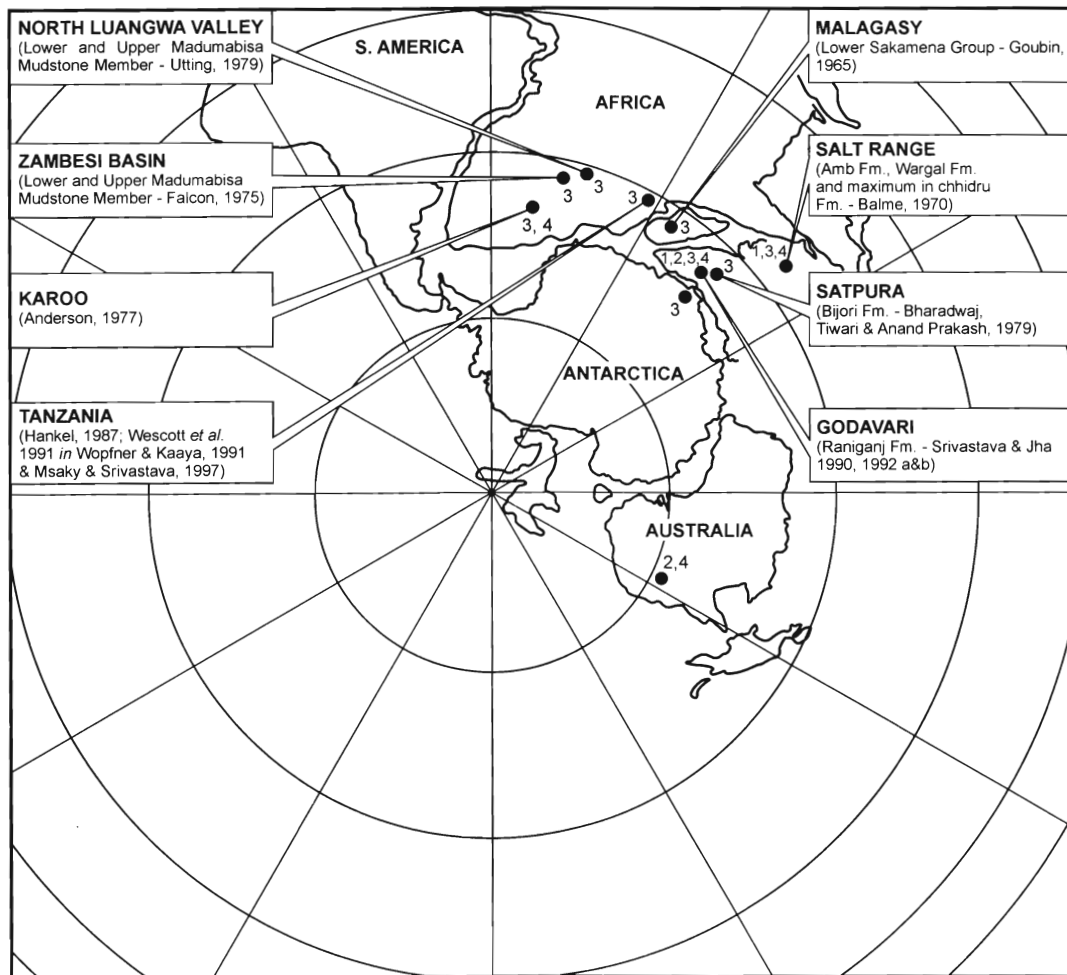 NORTH LUANGWA VALLEY
(Lower and Upper Madumabisa
Mudstone Member - Utting, 1979)
S. AMERICA
AFRICA
MALAGASY
(Lower Sakamena Group - Goubin,
1965)
ZAMBESI BASIN
(Lower and Upper Madumabisa
Mudstone Member - Falcon, 1975)
SALT RANGE
(Amb Fm., Wargal Fm.
and maximum in chhidru
Fm. - Balme, 1970)
3
3
3
3, 4
3
1,2,3,4
3
1,3,4
3
KAROO
(Anderson, 1977)
SATPURA
(Bijori Fm. - Bharadwaj,
Tiwari & Anand Prakash, 1979)
ANTARCTICA
TANZANIA
(Hankel, 1987; Wescott et al.
1991 in Wopfner & Kaaya, 1991
& Msaky & Srivastava, 1997)
GODAVARI
(Raniganj Fm. - Srivastava & Jha
1990, 1992 a&b)
AUSTRALIA
2,4